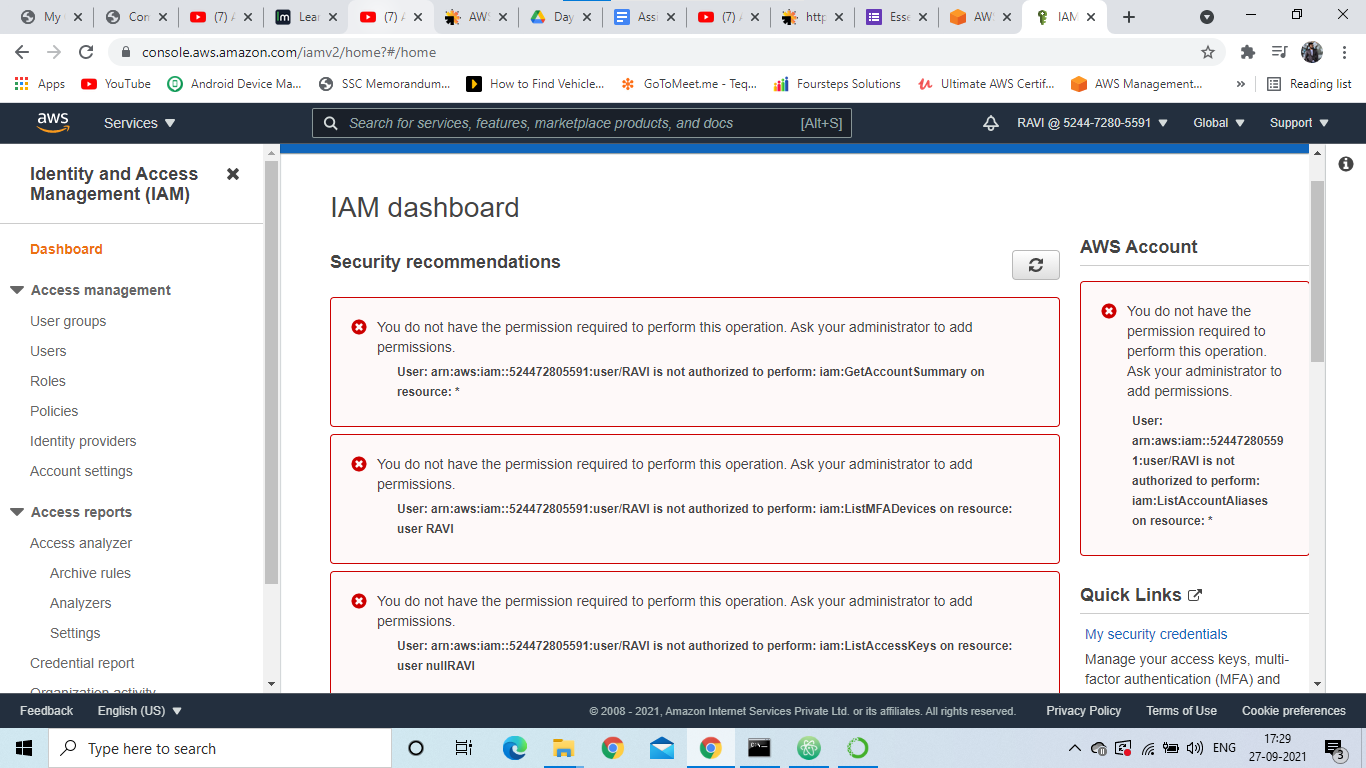 My
Con
(7) A
Lear
(7) A
AWS
Day
Assi
(7) A
http
Esse
AW
IAM
console.aws.amazon.com/iamv2/home?#/home
Apps
YouTube
Android Device Ma...
SSC Memorandum...
How to Find Vehicle...
GoToMeet.me - Teq...
Foursteps Solutions
Ultimate AWS Certif...
AWS Management...
»
Reading list
aws
Services
Search for services, features, marketplace products, and docs
[Alt+S]
RAVI @ 5244-7280-5591
Global
Support
Identity and Access
Management (IAM)
Dashboard
Access management
User groups
Users
Roles
Policies
Identity providers
Account settings
Access reports
Access analyzer
Archive rules
Analyzers
Settings
Credential report
Organization activity
IAM dashboard
Security recommendations
You do not have the permission required to perform this operation. Ask your administrator to add
permissions.
User: arn:aws:iam::524472805591:user/RAVI is not authorized to perform: iam:GetAccountSummary on
resource: *
You do not have the permission required to perform this operation. Ask your administrator to add
permissions.
User: arn:aws:iam::524472805591:user/RAVI is not authorized to perform: iam:ListMFADevices on resource:
user RAVI
You do not have the permission required to perform this operation. Ask your administrator to add
permissions.
User: arn:aws:iam::524472805591:user/RAVI is not authorized to perform: iam:ListAccessKeys on resource:
user nullRAVI
AWS Account
You do not have the
permission required to
perform this operation.
Ask your administrator to
add permissions.
User:
arn:aws:iam::52447280559
1:user/RAVI is not
authorized to perform:
iam:ListAccountAliases
on resource: *
Quick Links
My security credentials
Manage your access keys, multi-
factor authentication (MFA) and
Feedback
English (US)
© 2008 - 2021, Amazon Internet Services Private Ltd. or its affiliates. All rights reserved.
Privacy Policy
Terms of Use
Cookie preferences
Type here to search
ENG
17:29
27-09-2021
3